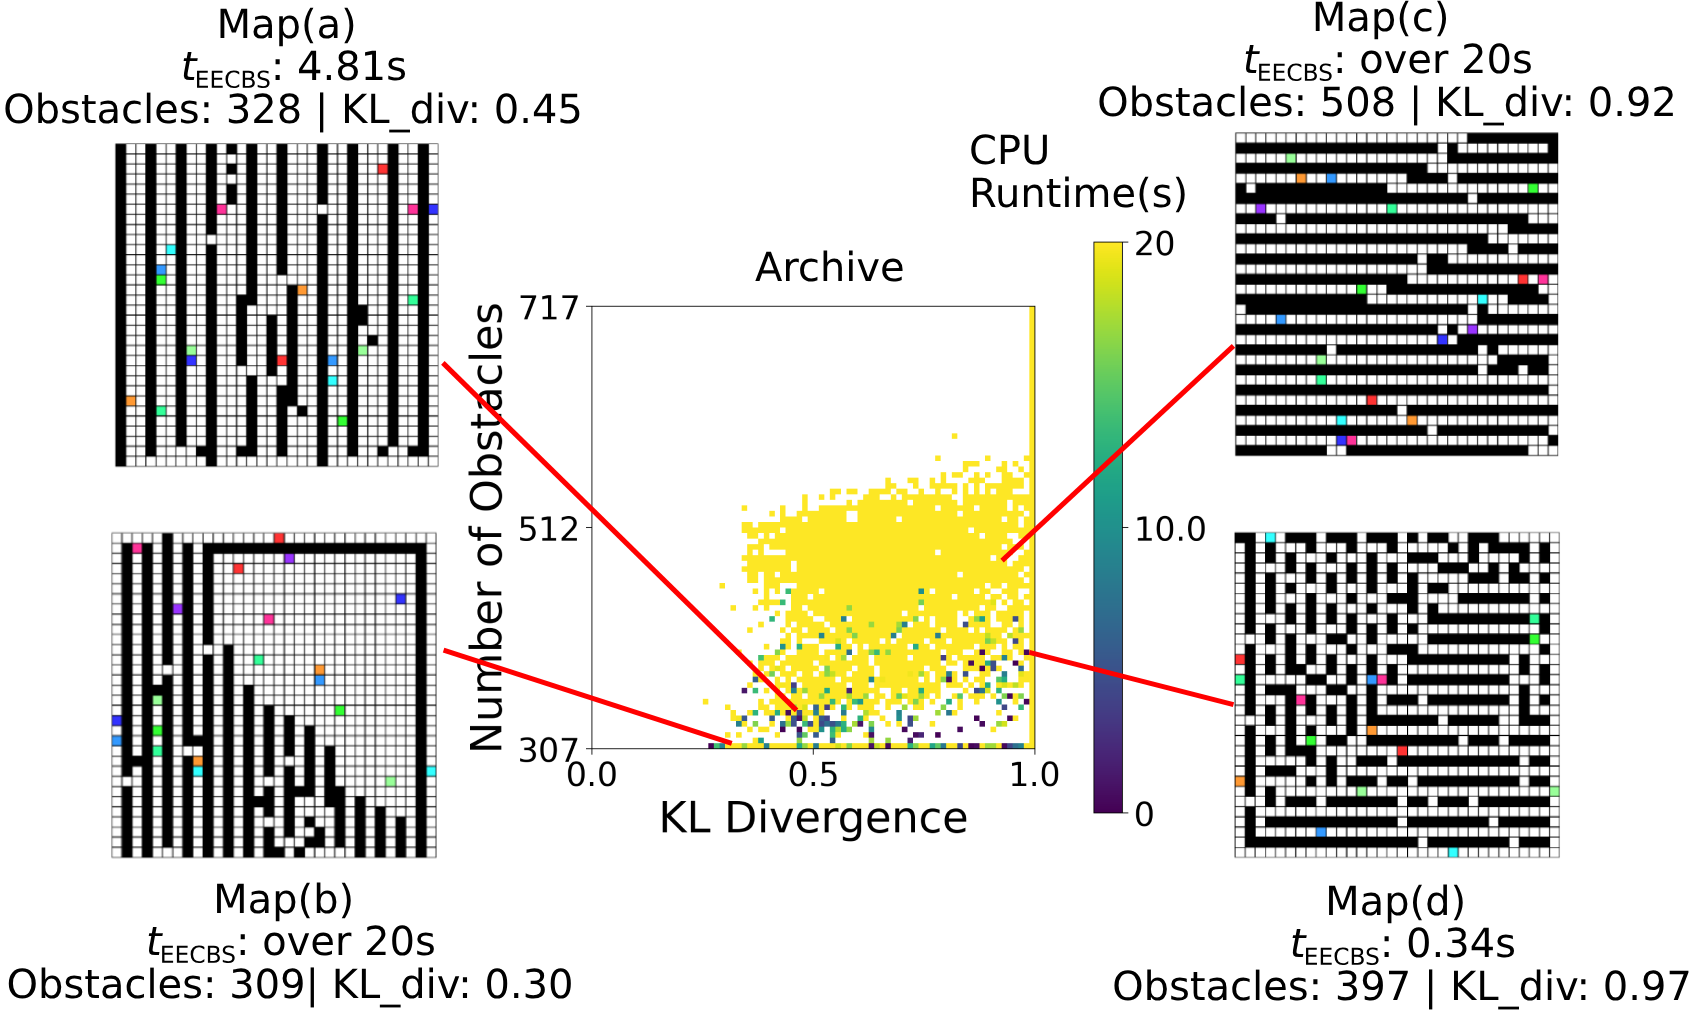 Map(a)
tEECBS: 4.81s
Obstacles: 328 | KL_div: 0.45
Map(c)
tEECBS: over 20s
Obstacles: 508 | KL_div: 0.92
CPU
Runtime(s)
20
10.0
0
Archive
Number of Obstacles
717
512
307
0.0
0.5
1.0
KL Divergence
Map(b)
tEECBS: over 20s
Obstacles: 309| KL_div: 0.30
Map(d)
tEECBS: 0.34s
Obstacles: 397 | KL_div: 0.97